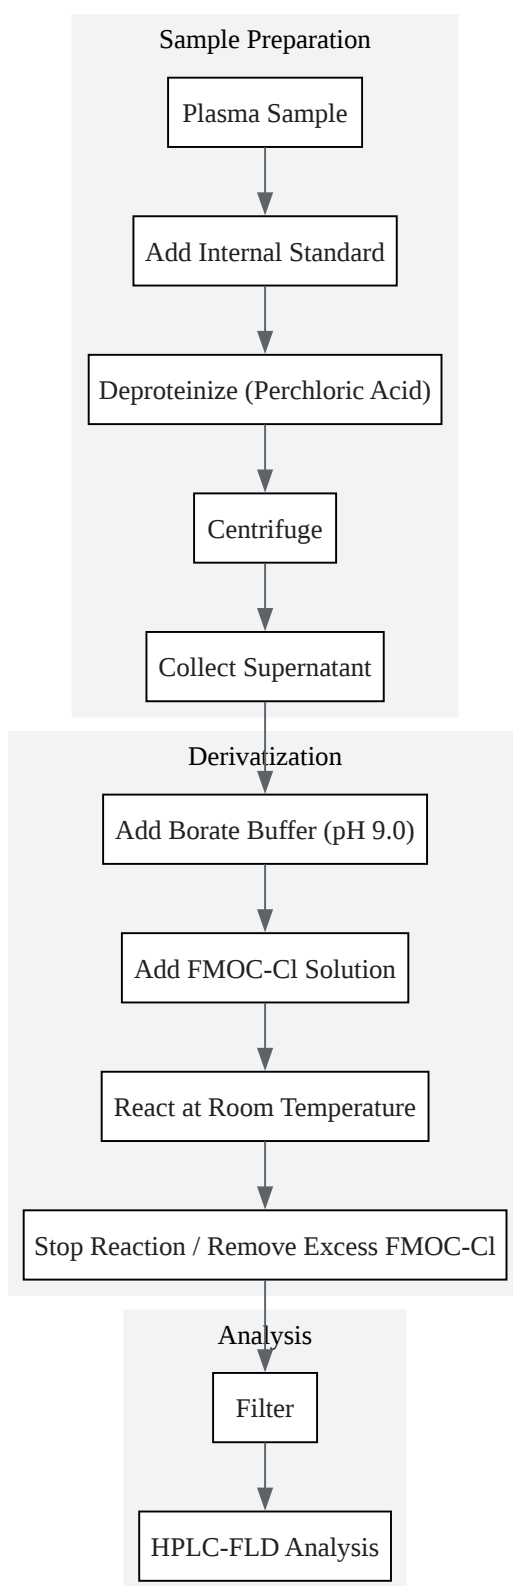 Sample Preparation
Plasma Sample
Add Internal Standard
Deproteinize (Perchloric Acid)
Centrifuge
Collect Supernatant
Derivatization
Add Borate Buffer (pH 9.0)
Add FMOC-Cl Solution
React at Room Temperature
Stop Reaction / Remove Excess FMOC-Cl
Analysis
Filter
HPLC-FLD Analysis